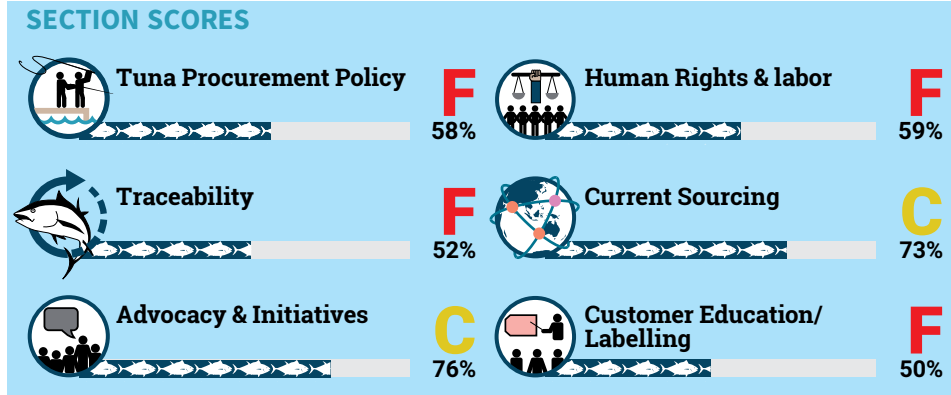 SECTION SCORES
Tuna Procurement Policy
F
58%
Human Rights & labor
F
59%
Traceability
F
52%
Current Sourcing
C
73%
Advocacy & Initiatives
C
76%
Customer Education/
Labelling
F
50%